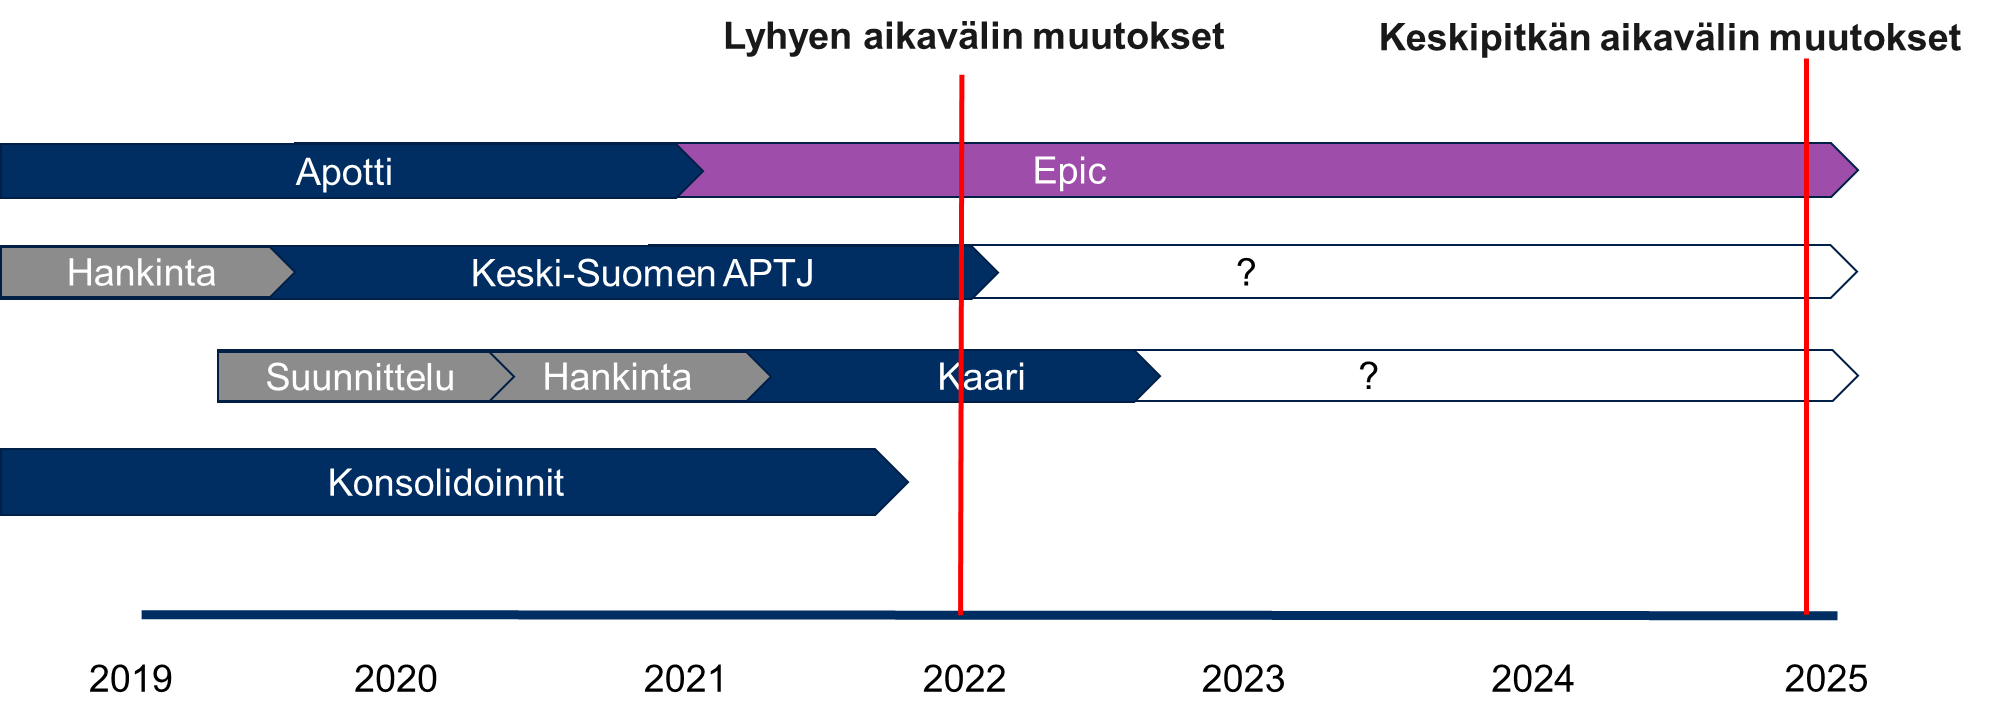 Lyhyen aikavälin muutokset
Keskipitkän aikavälin muutokset
Apotti
Epic
Hankinta
Keski-Suomen APTJ
?
Suunnittelu
Hankinta
Kaari
?
Konsolidoinnit
2019
2020
2021
2022
2023
2024
2025